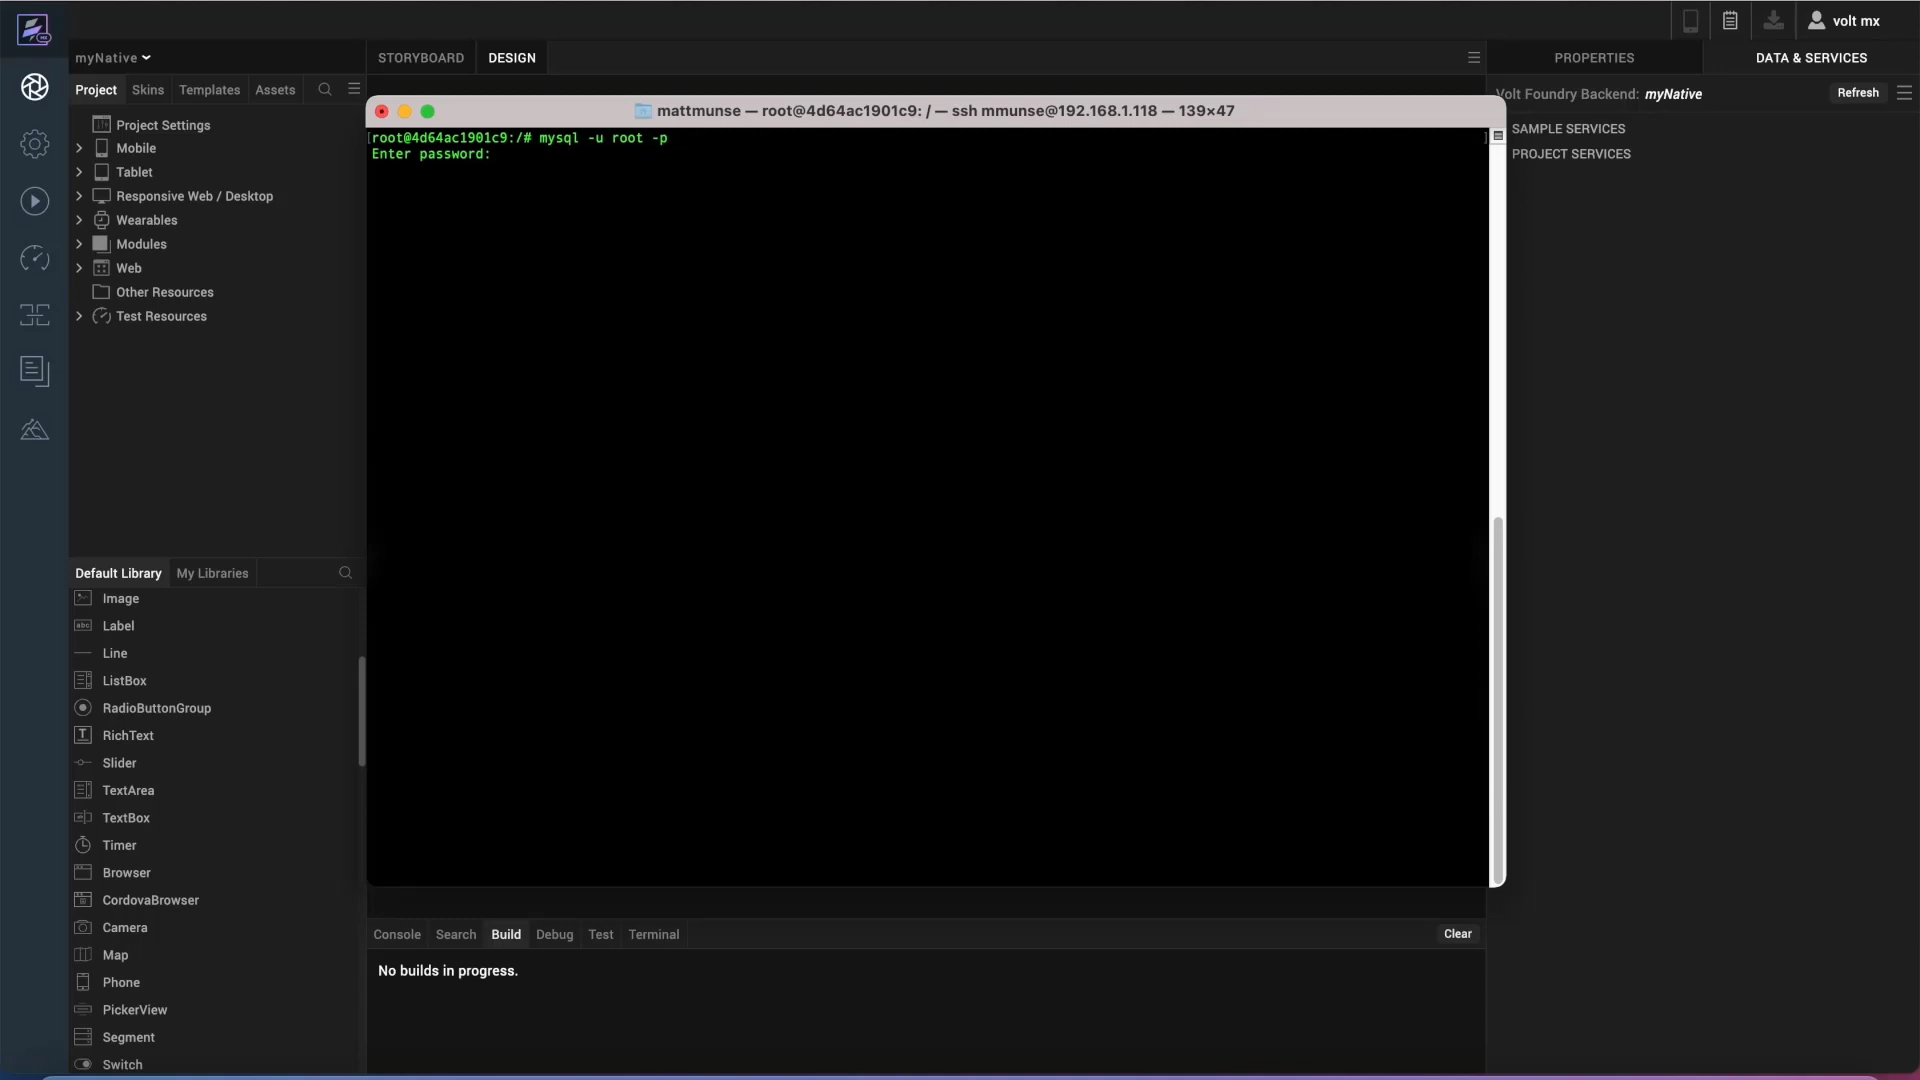 volt mx
myNative
STORYBOARD
DESIGN
PROPERTIES
DATA & SERVICES
Project
Skins
Templates
Assets
Volt Foundry Backend: myNative
Refresh
SAMPLE SERVICES
PROJECT SERVICES
Project Settings
Mobile
Tablet
Responsive Web / Desktop
Wearables
Modules
Web
Other Resources
Test Resources
mattmunse — root@4d64ac1901c9: / — ssh mmunse@192.168.1.118 — 139×47
[root@4d64ac1901c9:/# mysql -u root -p
Enter password:
Default Library
My Libraries
Image
Label
Line
ListBox
RadioButtonGroup
RichText
Slider
TextArea
TextBox
Timer
Browser
CordovaBrowser
Camera
Map
Phone
PickerView
Segment
Switch
Console
Search
Build
Debug
Test
Terminal
Clear
No builds in progress.